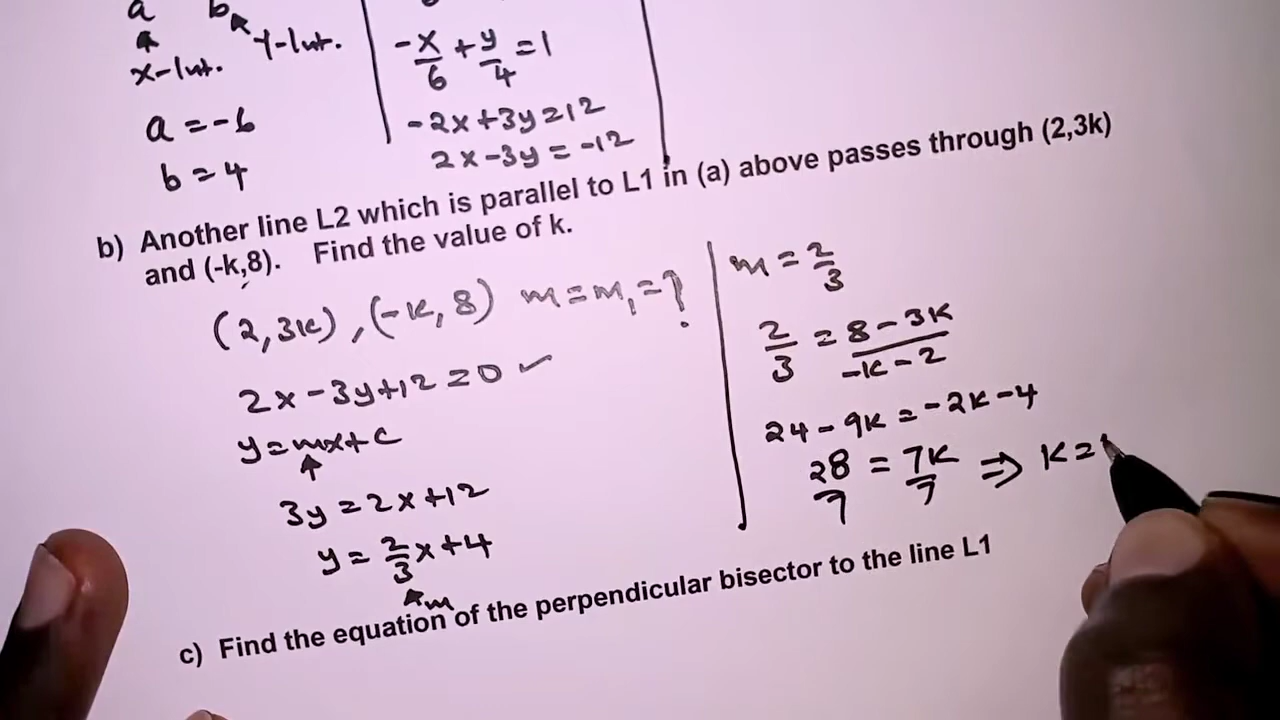 a b
x-Int. Y-Int.
a = -6
b = 4
-x/6 + y/4 = 1
-2x+3y=12
2x-3y = -12
b) Another line L2 which is parallel to L1 in (a) above passes through (2,3k)
and (-k,8). Find the value of k.
(2,3K) , (-K, 8) m = m₁ = ?
2x - 3y+12 = 0 ✓
y = mx+c
3y = 2x+12
y = 2/3 x + 4
m
m = 2/3
2/3 = 8-3K/-K-2
24 - 9K = -2K - 4
28/7 = 7K/7 ⇒ K =
c) Find the equation of the perpendicular bisector to the line L1